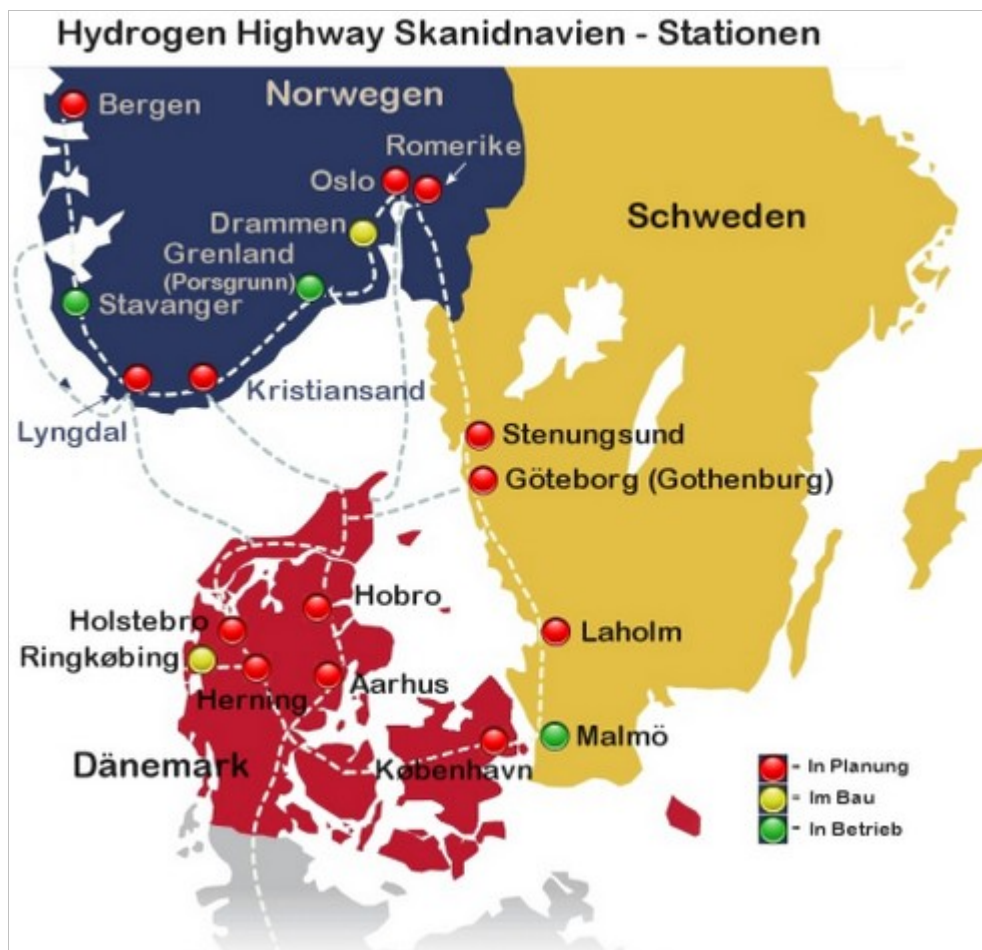 Hydrogen Highway Skanidnavien - Stationen
Norwegen
Bergen
Romerike
Oslo
Drammen
Grenland
(Porsgrunn)
Stavanger
Kristiansand
Lyngdal
Schweden
Stenungsund
Göteborg (Gothenburg)
Hobro
Holstebro
Ringkøbing
Herning
Aarhus
Laholm
Malmö
København
Dänemark
- In Planung
- Im Bau
- In Betrieb